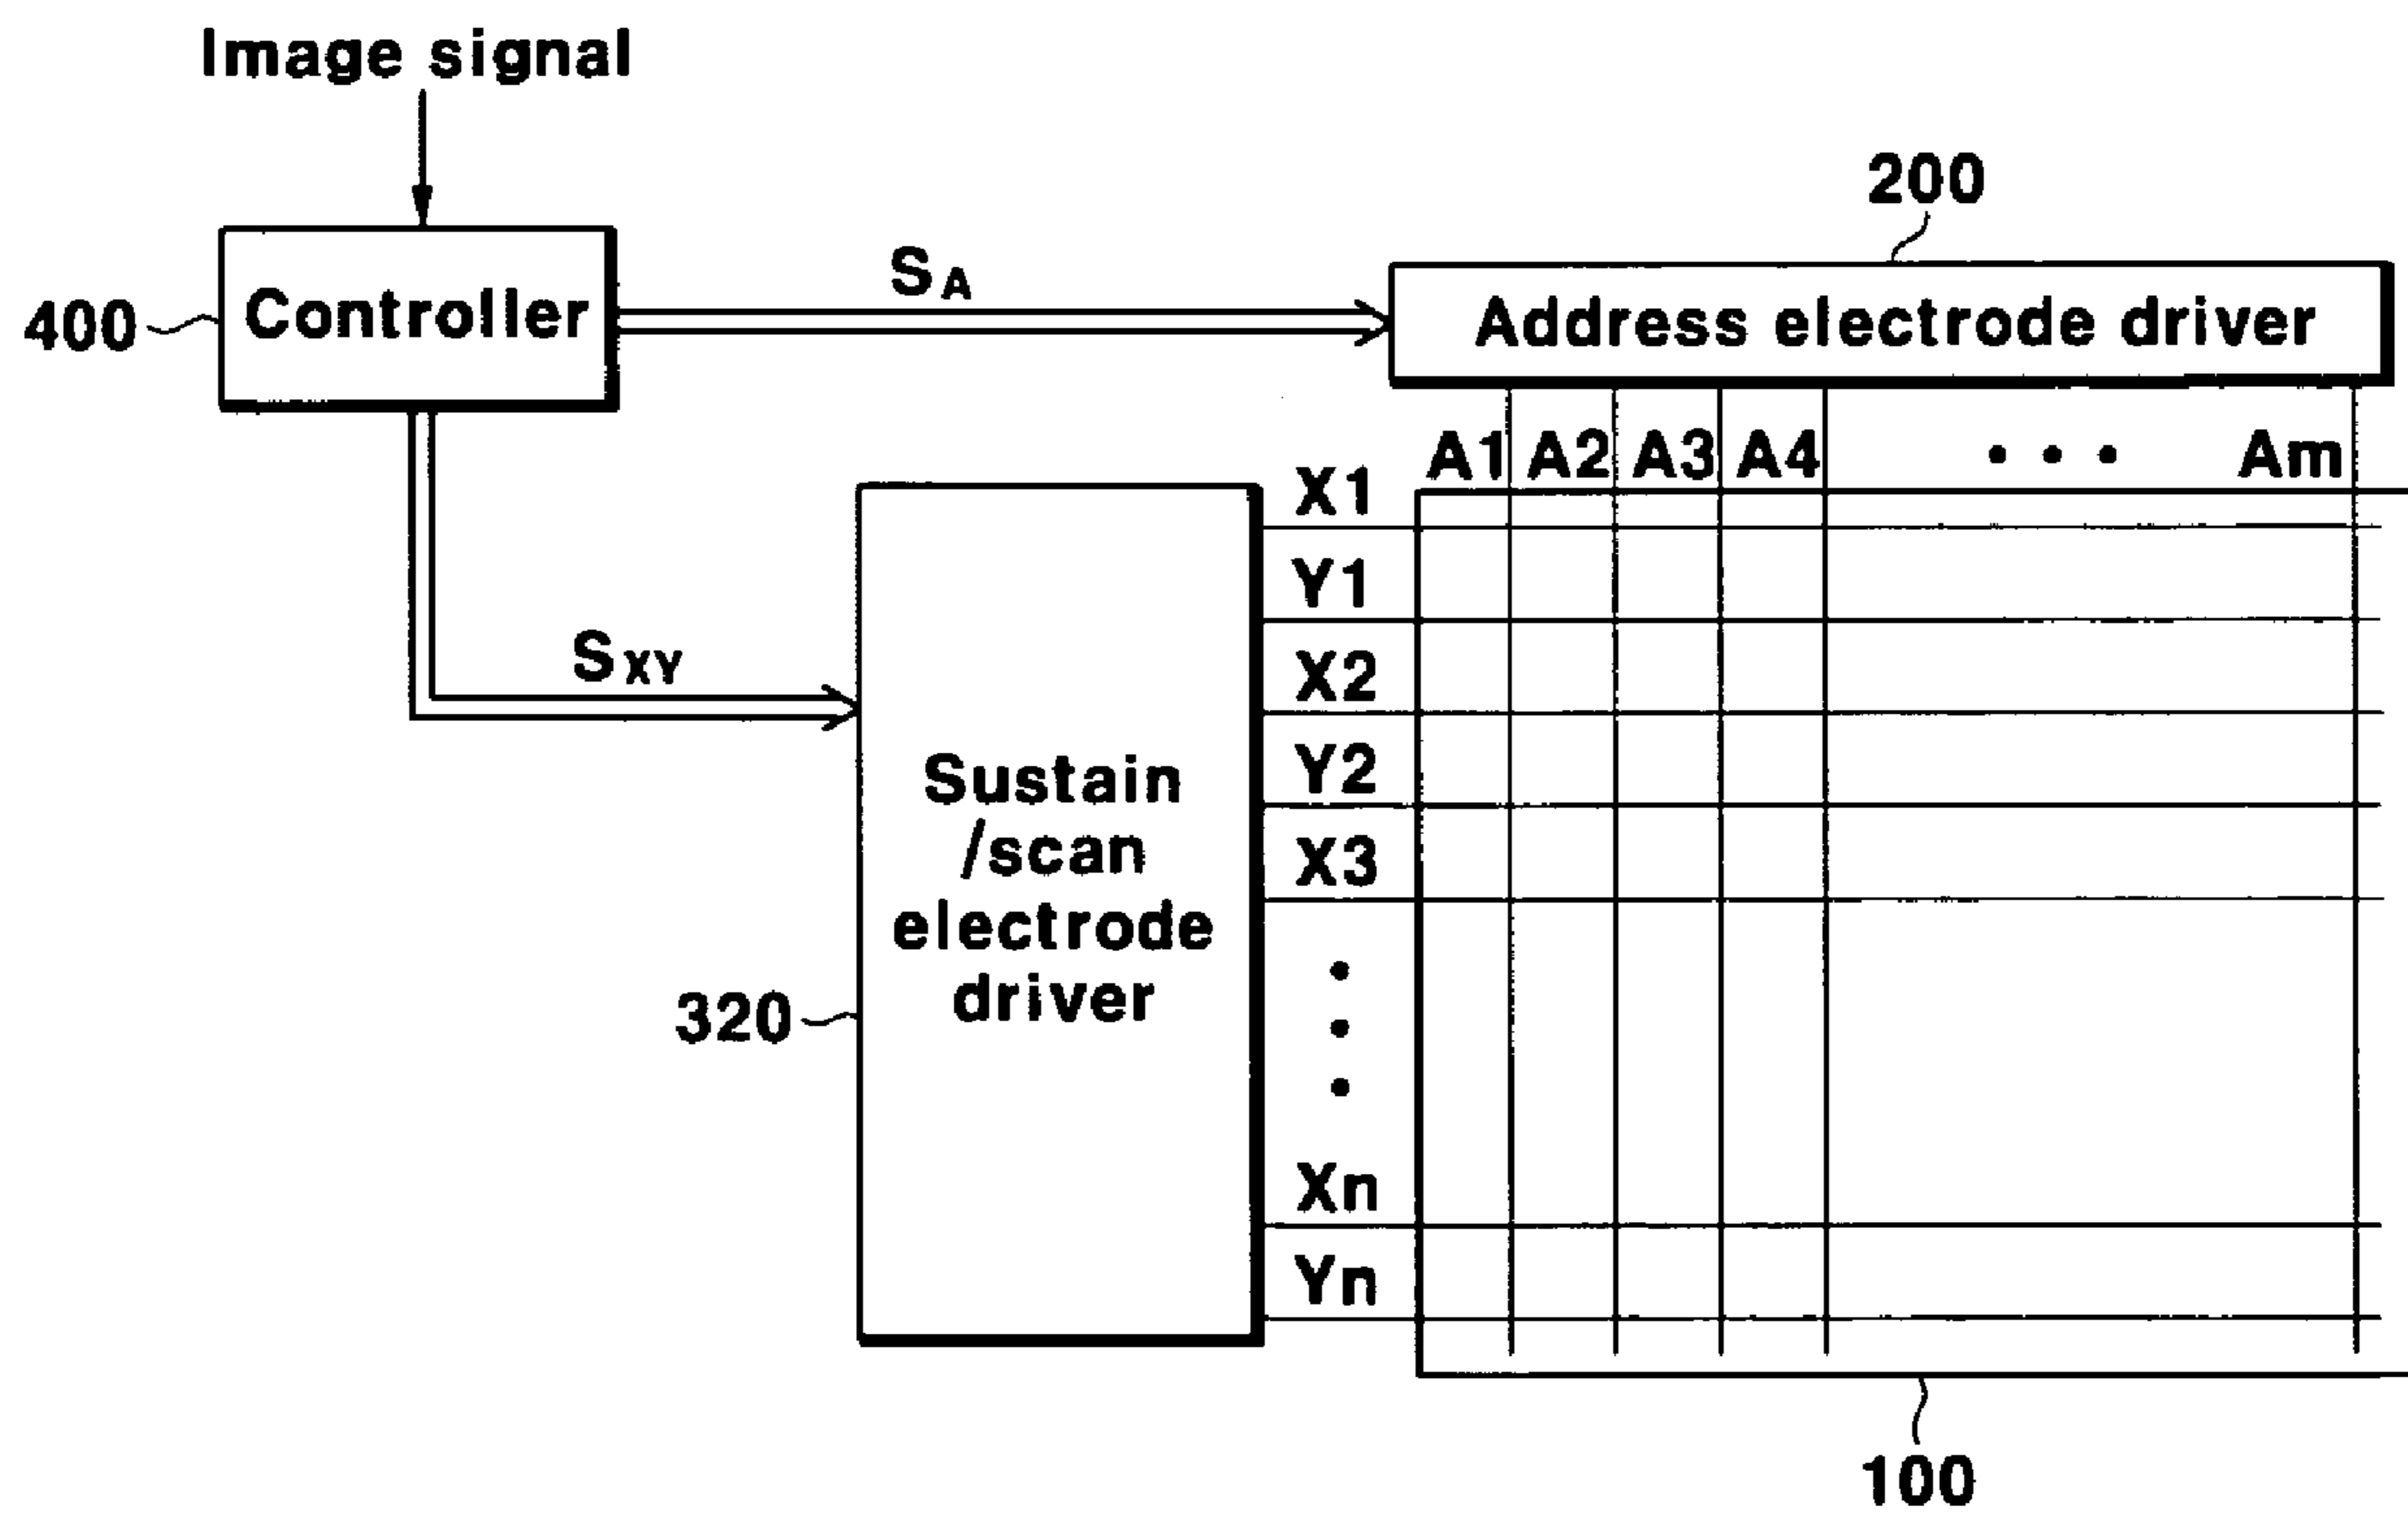 Image signal
200
400
Controller
SA
Address electrode driver
A1 A2 A3 A4 • • • Am
X1
Y1
SXY
X2
Y2
X3
Sustain
/scan
electrode
driver
320
•
•
•
Xn
Yn
100